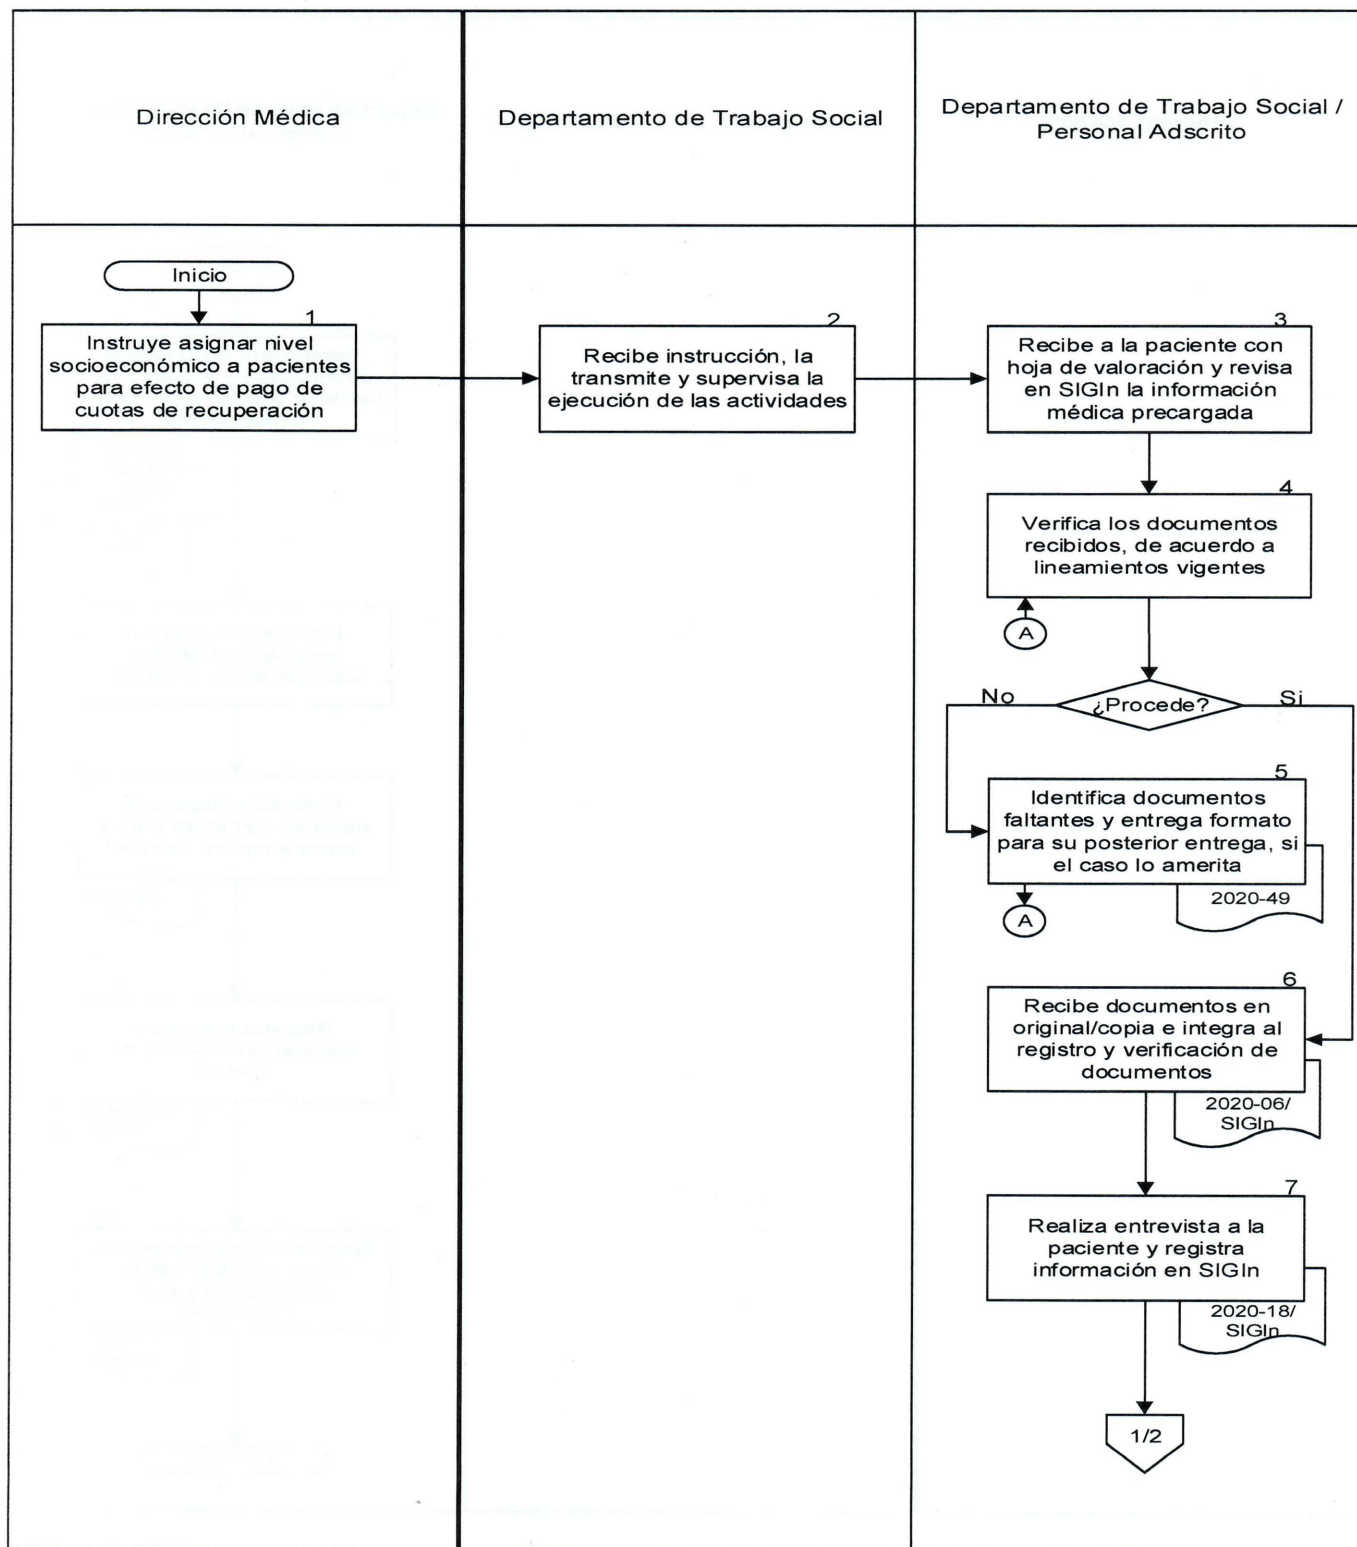 Dirección Médica
Departamento de Trabajo Social
Departamento de Trabajo Social /
Personal Adscrito
Inicio
1
Instruye asignar nivel
socioeconómico a pacientes
para efecto de pago de
cuotas de recuperación
2
Recibe instrucción, la
transmite y supervisa la
ejecución de las actividades
3
Recibe a la paciente con
hoja de valoración y revisa
en SIGIn la información
médica precargada
4
Verifica los documentos
recibidos, de acuerdo a
lineamientos vigentes
A
No
¿Procede?
Si
5
Identifica documentos
faltantes y entrega formato
para su posterior entrega, si
el caso lo amerita
2020-49
A
6
Recibe documentos en
original/copia e integra al
registro y verificación de
documentos
2020-06/
SIGIn
7
Realiza entrevista a la
paciente y registra
información en SIGIn
2020-18/
SIGIn
1/2